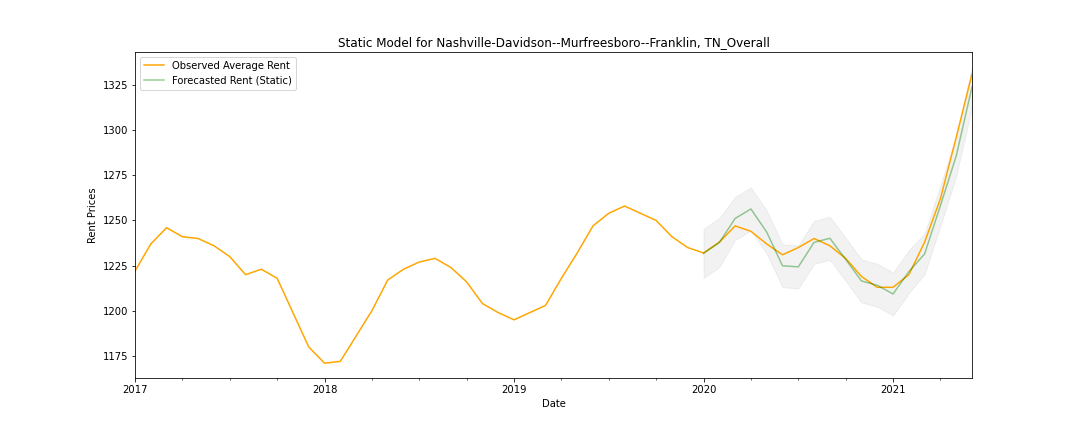 Static Model for Nashville-Davidson--Murfreesboro--Franklin, TN_Overall
Observed Average Rent
Forecasted Rent (Static)
Rent Prices
1325
1300
1275
1250
1225
1200
1175
2017 2018 2019 2020 2021
Date